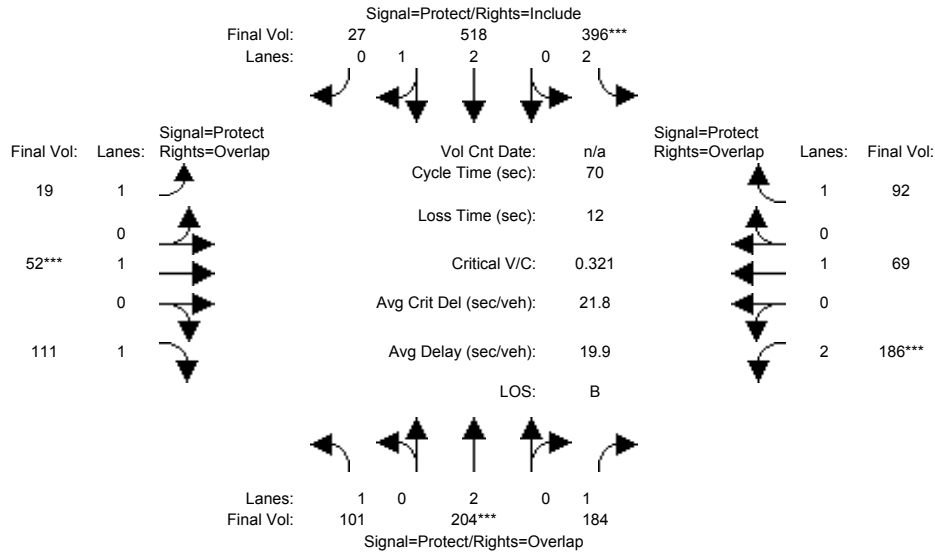 Signal=Protect/Rights=Include
Final Vol: 27 518 396***
Lanes: 0 1 2 0 2
Signal=Protect Signal=Protect
Final Vol: Lanes: Rights=Overlap Vol Cnt Date: n/a Rights=Overlap Lanes: Final Vol:
Cycle Time (sec): 70
19 1 1 92
Loss Time (sec): 12
0 0
52*** 1 Critical V/C: 0.321 1 69
0 Avg Crit Del (sec/veh): 21.8 0
111 1 Avg Delay (sec/veh): 19.9 2 186***
LOS: B
Lanes: 1 0 2 0 1
Final Vol: 101 204*** 184
Signal=Protect/Rights=Overlap